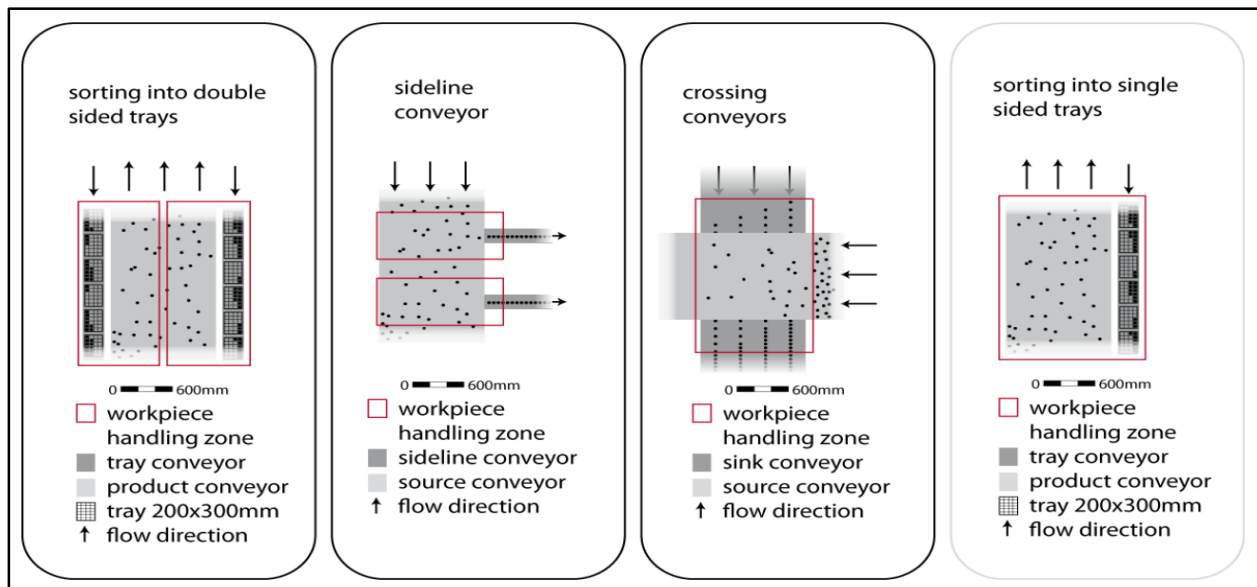 sorting into double
sided trays
0 600mm
workpiece
handling zone
tray conveyor
product conveyor
tray 200x300mm
flow direction
sideline
conveyor
0 600mm
workpiece
handling zone
sideline conveyor
source conveyor
flow direction
crossing
conveyors
0 600mm
workpiece
handling zone
sink conveyor
source conveyor
flow direction
sorting into single
sided trays
0 600mm
workpiece
handling zone
tray conveyor
product conveyor
tray 200x300mm
flow direction